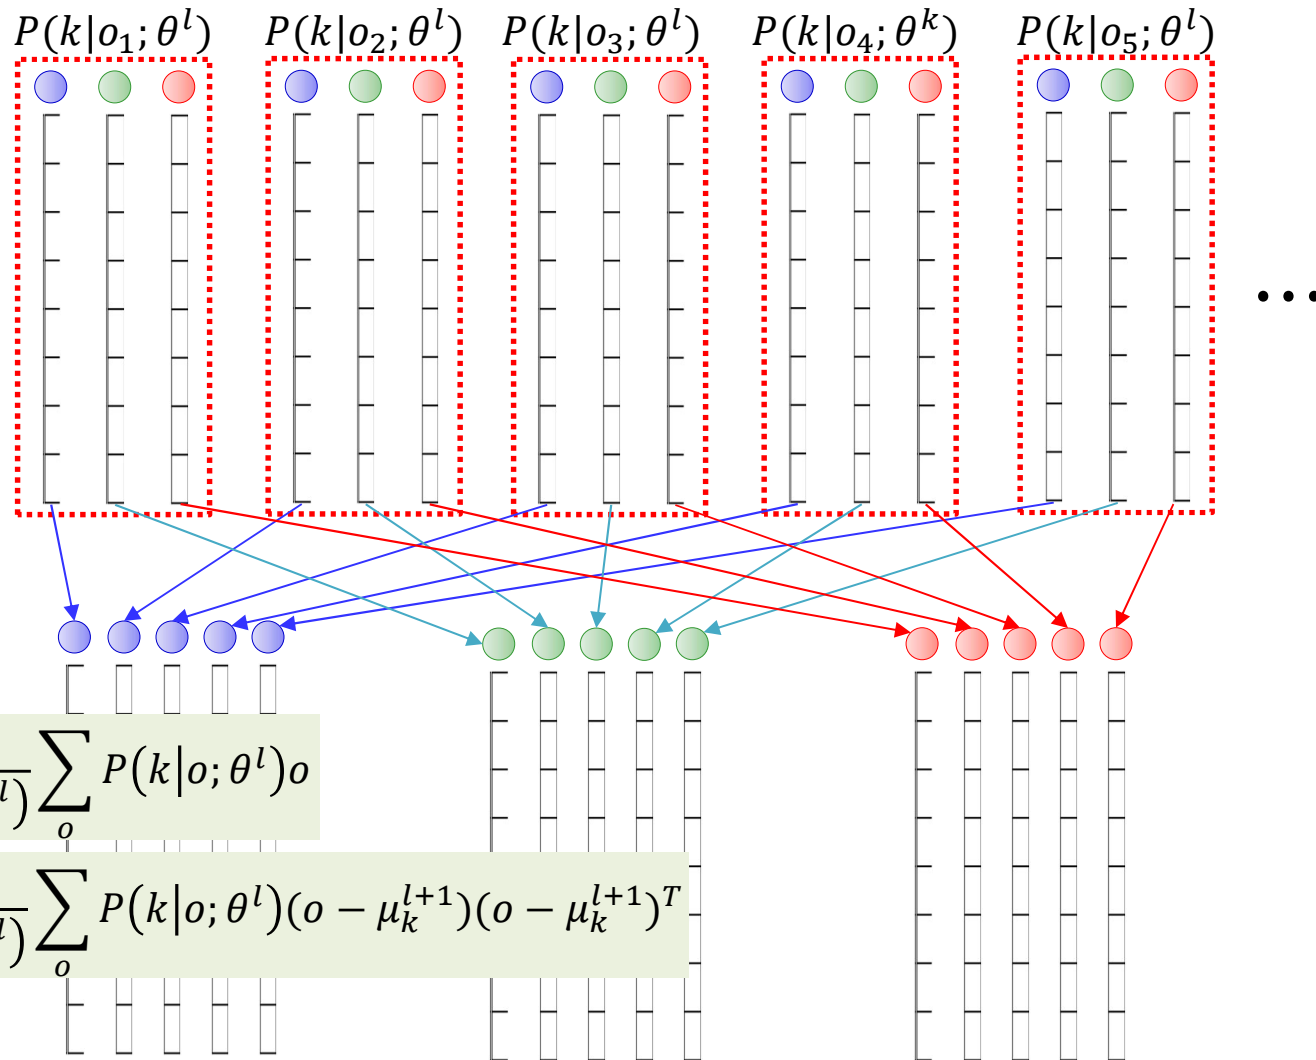 P(k|o₁; θˡ) P(k|o₂; θˡ) P(k|o₃; θˡ) P(k|o₄; θᵏ) P(k|o₅; θˡ)
...
ˡ) ∑ₒ P(k|o; θˡ)o
ˡ) ∑ₒ P(k|o; θˡ)(o − μₖˡ⁺¹)(o − μₖˡ⁺¹)ᵀ